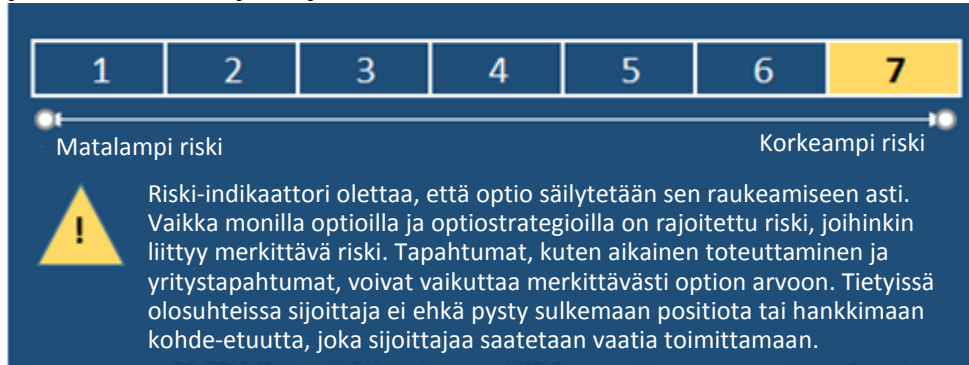 1 2 3 4 5 6 7
Matalampi riski Korkeampi riski
Riski-indikaattori olettaa, että optio säilytetään sen raukeamiseen asti.
Vaikka monilla optioilla ja optiostrategioilla on rajoitettu riski, joihinkin
liittyy merkittävä riski. Tapahtumat, kuten aikainen toteuttaminen ja
yritystapahtumat, voivat vaikuttaa merkittävästi option arvoon. Tietyissä
olosuhteissa sijoittaja ei ehkä pysty sulkemaan positiota tai hankkimaan
kohde-etuutta, joka sijoittajaa saatetaan vaatia toimittamaan.